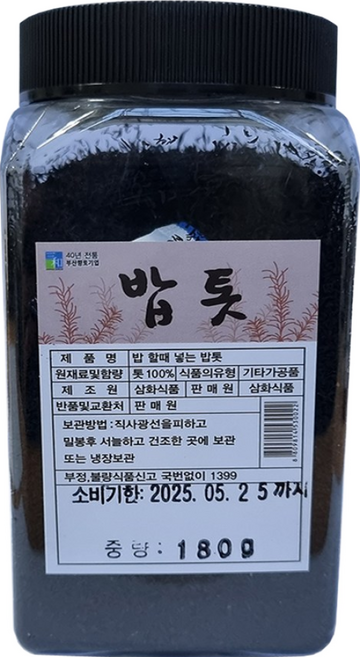 40년 전통
부산향토기업
밥톳
제 품 명 밥 할때 넣는 밥톳
원재료및함량 톳100% 식품의유형 기타가공품
제 조 원 삼화식품 판 매 원 삼화식품
반품및교환처 판 매 원
보관방법:직사광선을피하고
밀봉후 서늘하고 건조한 곳에 보관
또는 냉장보관
부정,불량식품신고 국번없이 1399
소비기한: 2025. 05. 25까지
중량: 180g